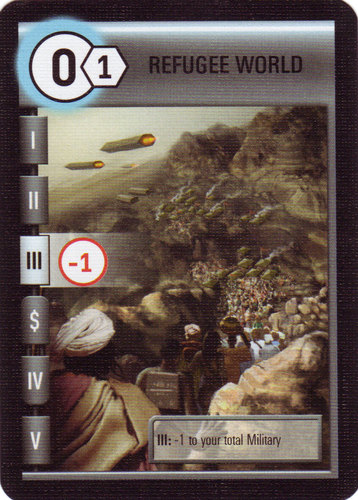 0 1 REFUGEE WORLD
I
II
III -1
$
IV
V
III: -1 to your total Military